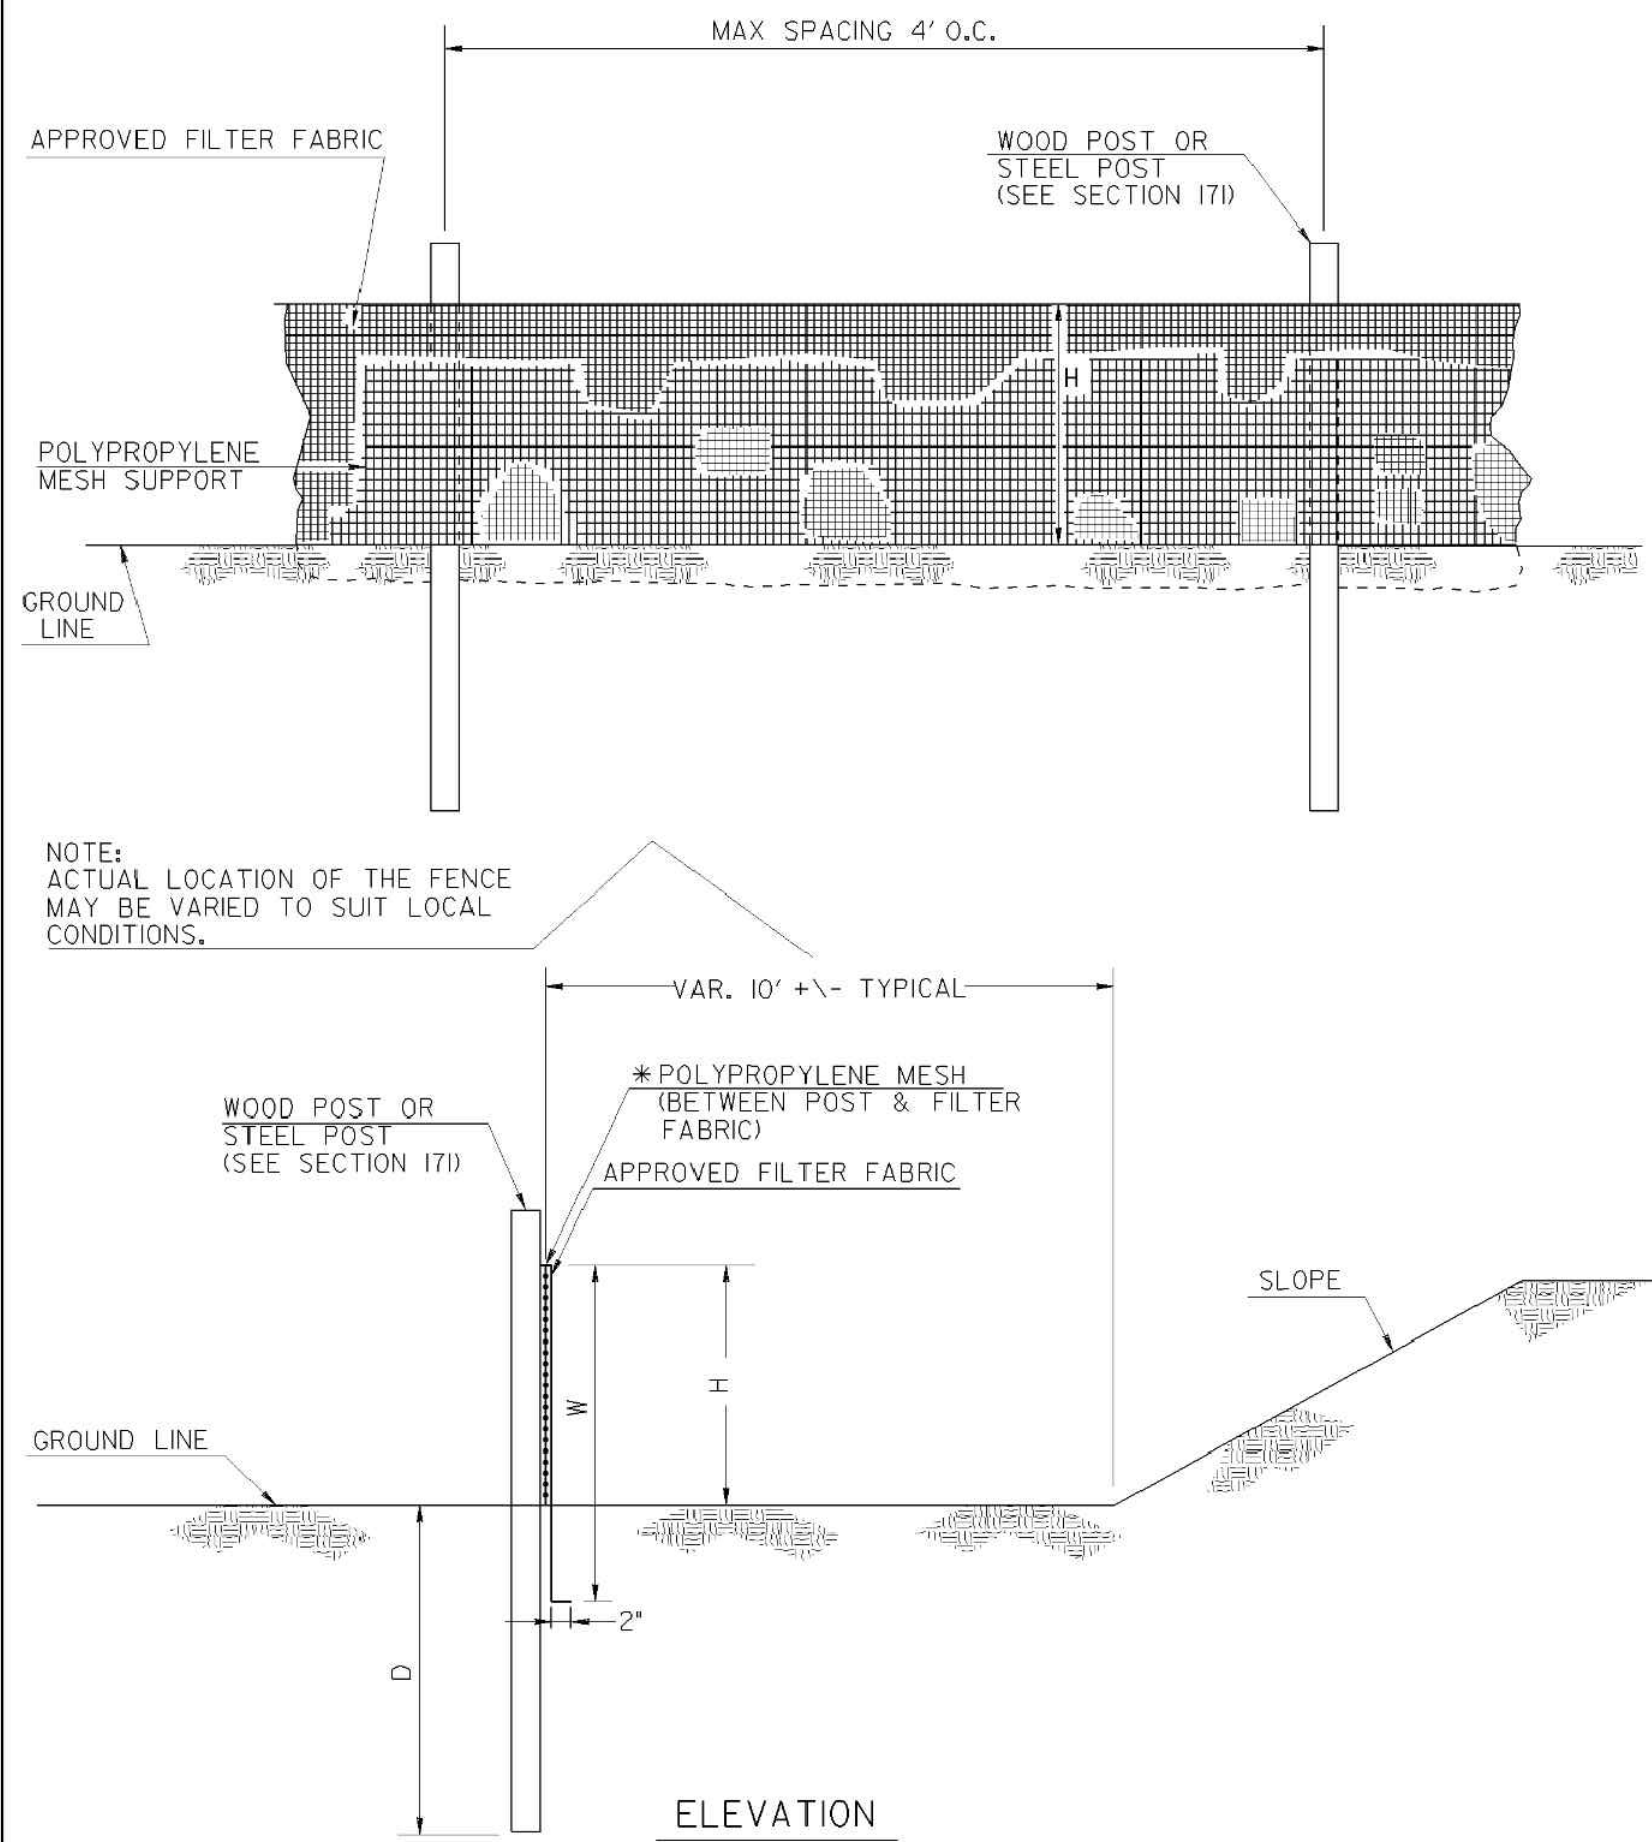 MAX SPACING 4' O.C.
APPROVED FILTER FABRIC
WOOD POST OR
STEEL POST
(SEE SECTION 171)
H
POLYPROPYLENE
MESH SUPPORT
GROUND
LINE
NOTE:
ACTUAL LOCATION OF THE FENCE
MAY BE VARIED TO SUIT LOCAL
CONDITIONS.
VAR. 10' +\- TYPICAL
*POLYPROPYLENE MESH
(BETWEEN POST & FILTER
FABRIC)
WOOD POST OR
STEEL POST
(SEE SECTION 171)
APPROVED FILTER FABRIC
SLOPE
H
W
GROUND LINE
2"
D
ELEVATION